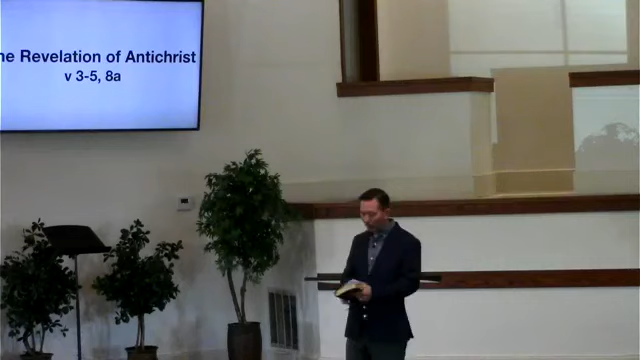 he Revelation of Antichrist
v 3-5, 8a